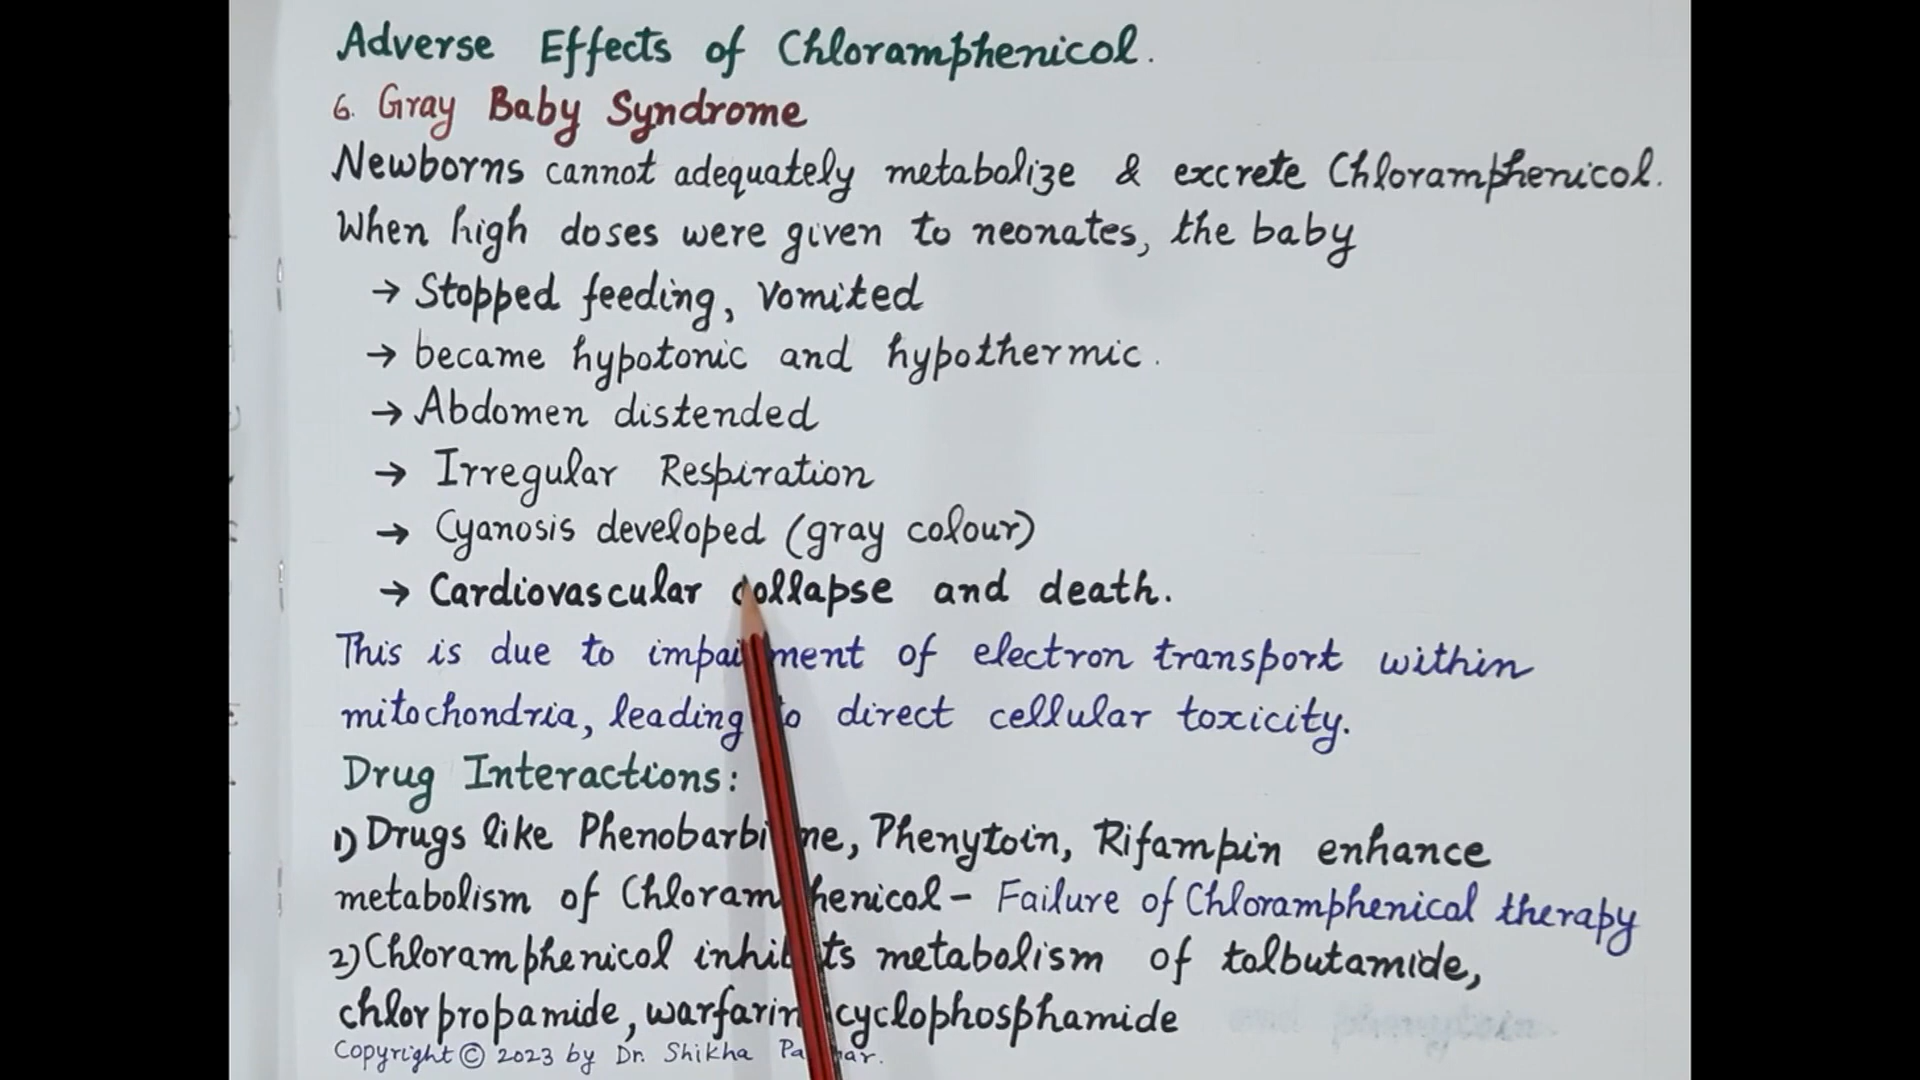 Adverse Effects of Chloramphenicol.
6. Gray Baby Syndrome
Newborns cannot adequately metabolize & excrete Chloramphenicol.
When high doses were given to neonates, the baby
→ Stopped feeding, Vomited
→ became hypotonic and hypothermic.
→ Abdomen distended
→ Irregular Respiration
→ Cyanosis developed (gray colour)
→ Cardiovascular collapse and death.
This is due to impairment of electron transport within
mitochondria, leading to direct cellular toxicity.
Drug Interactions:
1) Drugs like Phenobarbitone, Phenytoin, Rifampin enhance
metabolism of Chloramphenicol - Failure of Chloramphenical therapy
2) Chloramphenicol inhibits metabolism of tolbutamide,
chlorpropamide, warfarin, cyclophosphamide
Copyright © 2023 by Dr. Shikha